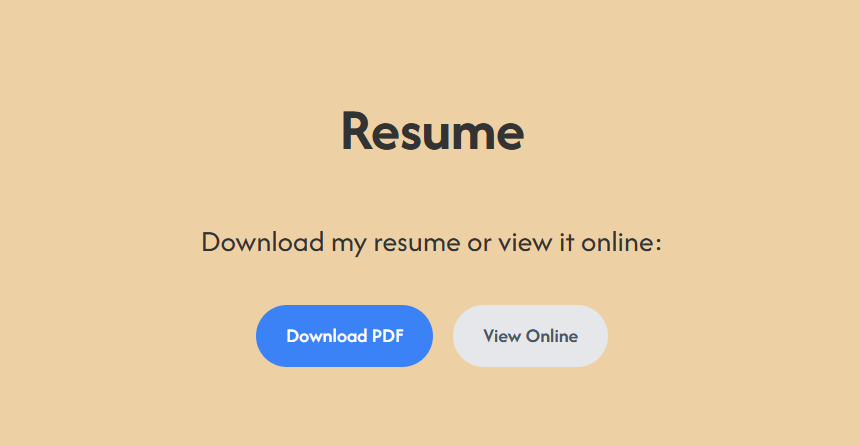 Resume
Download my resume or view it online:
Download PDF
View Online